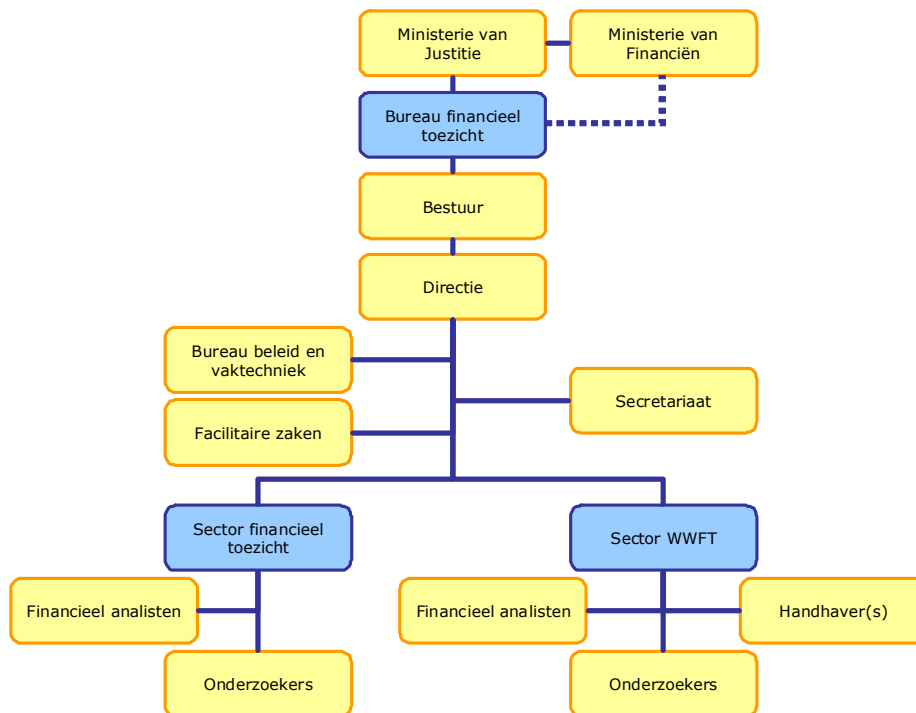 Ministerie van
Justitie
Ministerie van
Financiën
Bureau financieel
toezicht
Bestuur
Directie
Bureau beleid en
vaktechniek
Secretariaat
Facilitaire zaken
Sector financieel
toezicht
Sector WWFT
Financieel analisten
Financieel analisten
Handhaver(s)
Onderzoekers
Onderzoekers